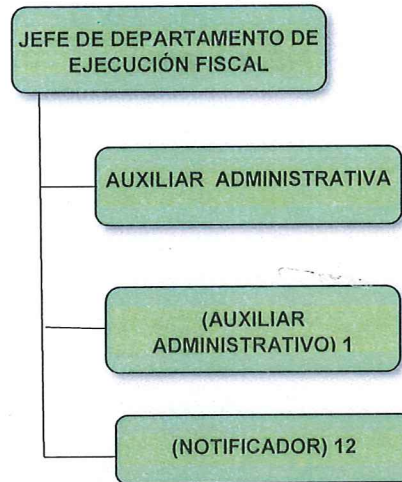 JEFE DE DEPARTAMENTO DE
EJECUCIÓN FISCAL
AUXILIAR ADMINISTRATIVA
(AUXILIAR
ADMINISTRATIVO) 1
(NOTIFICADOR) 12